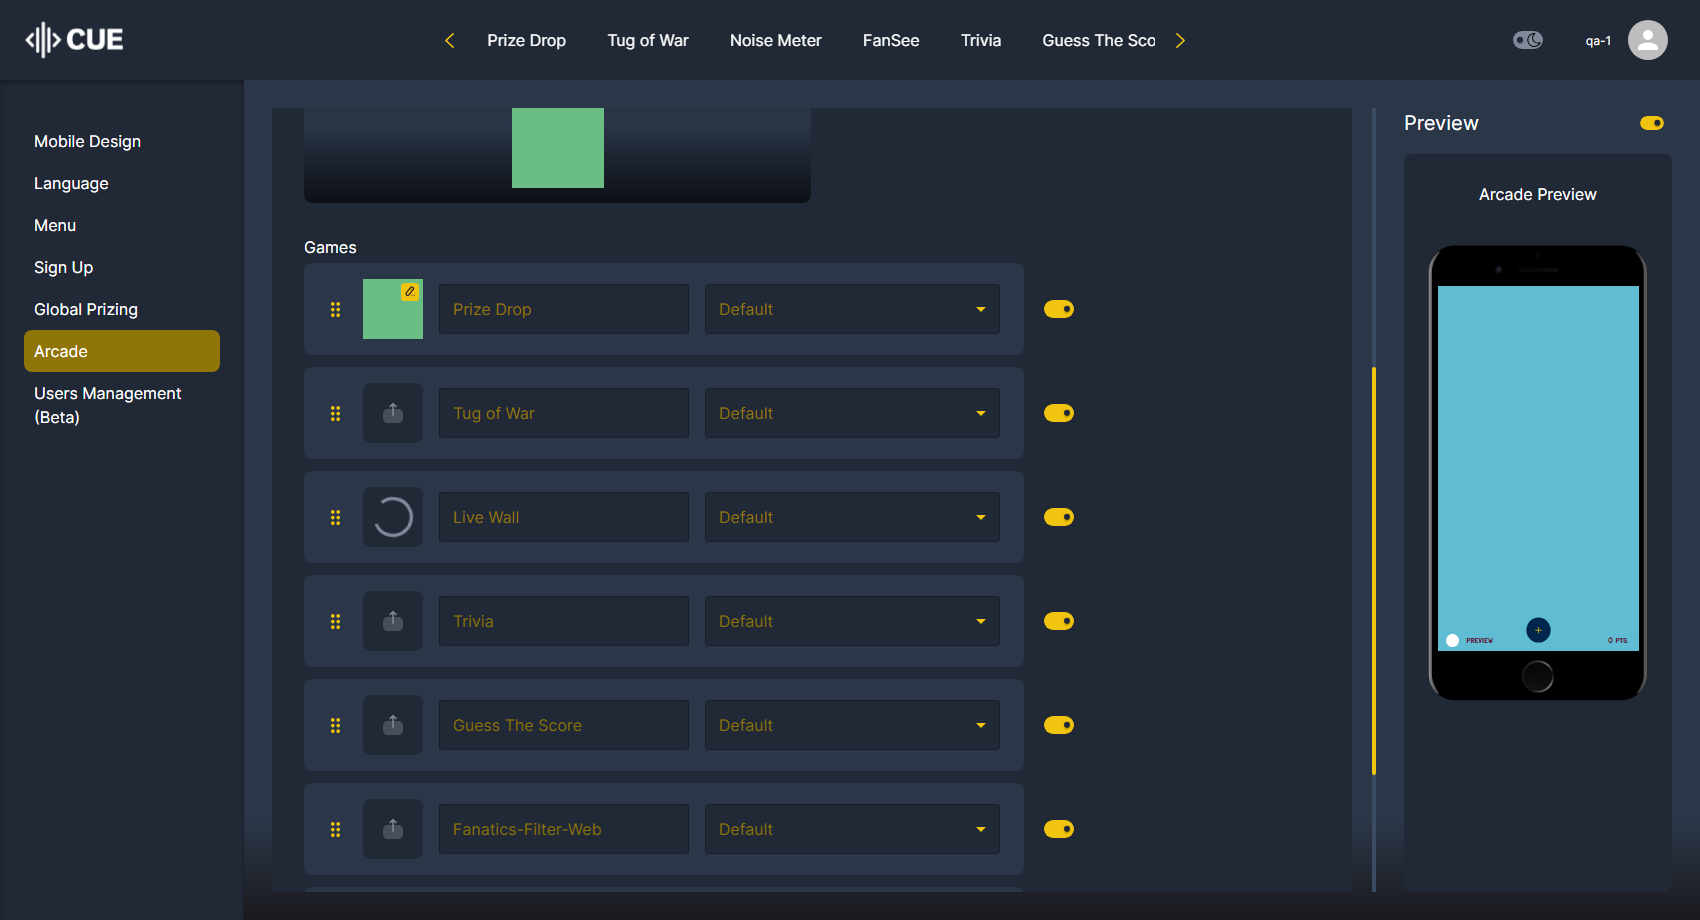 CUE
Prize Drop
Tug of War
Noise Meter
FanSee
Trivia
Guess The Sco
qa-1
Mobile Design
Language
Menu
Sign Up
Global Prizing
Arcade
Users Management
(Beta)
Games
Prize Drop
Default
Tug of War
Default
Live Wall
Default
Trivia
Default
Guess The Score
Default
Fanatics-Filter-Web
Default
Preview
Arcade Preview
PREVIEW
+
0 PTS.